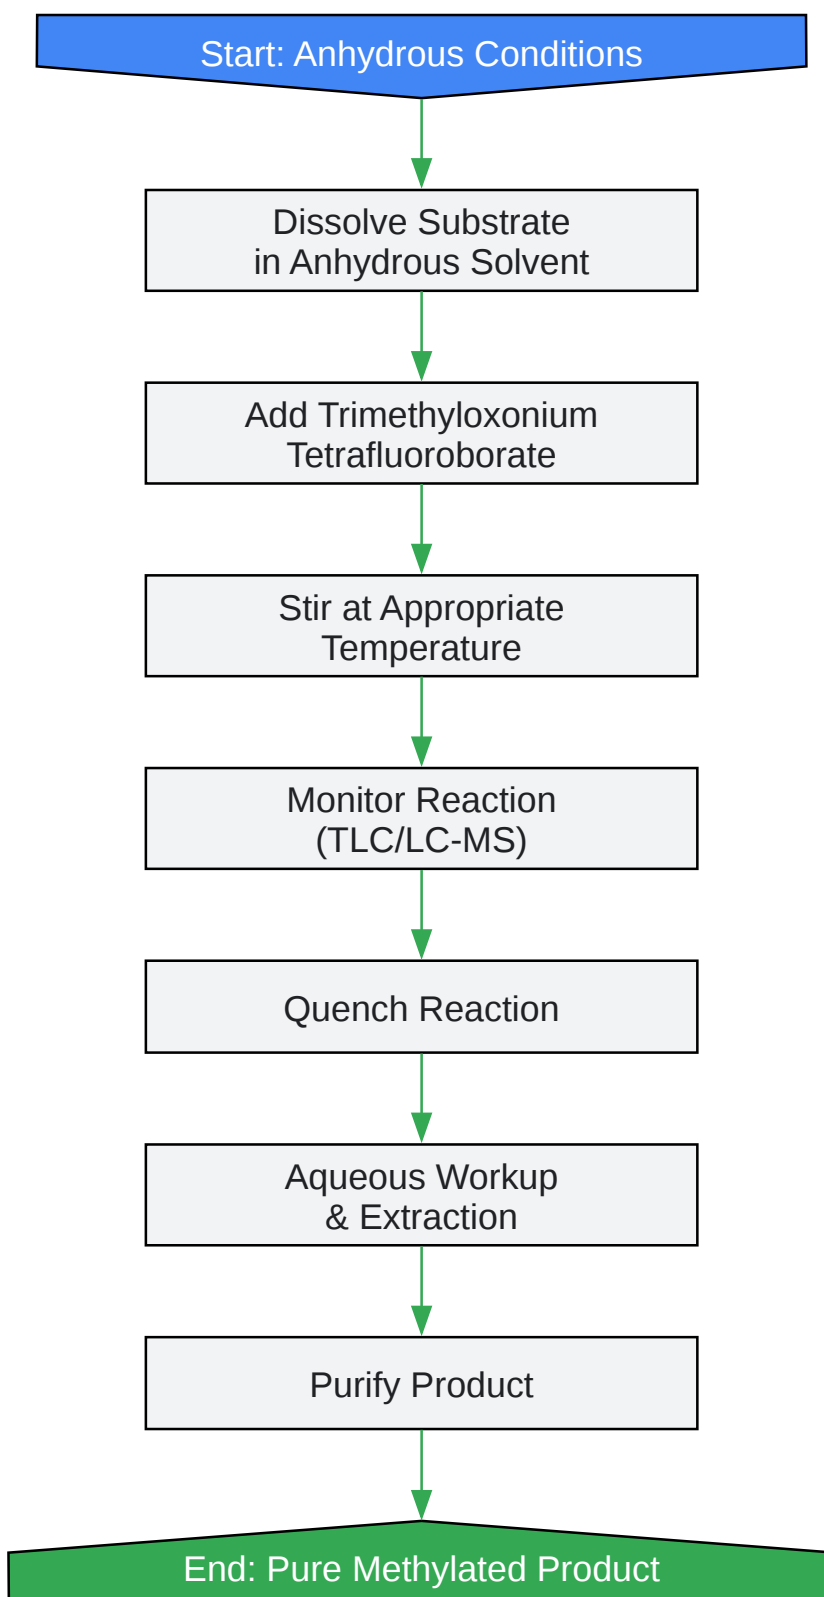 Start: Anhydrous Conditions
Dissolve Substrate
in Anhydrous Solvent
Add Trimethyloxonium
Tetrafluoroborate
Stir at Appropriate
Temperature
Monitor Reaction
(TLC/LC-MS)
Quench Reaction
Aqueous Workup
& Extraction
Purify Product
End: Pure Methylated Product